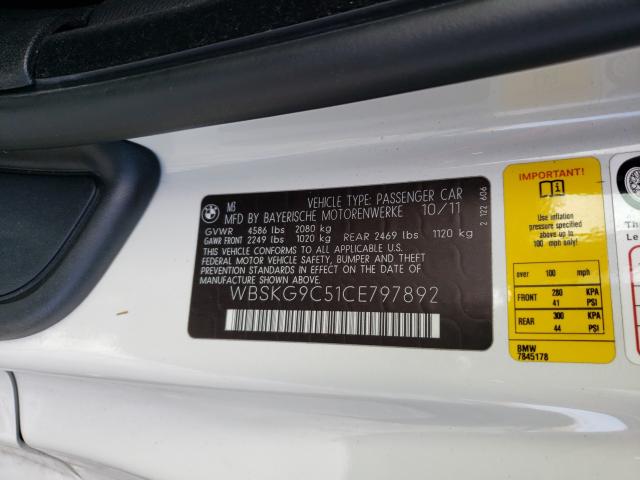 BMW
M3
VEHICLE TYPE: PASSENGER CAR
MFD BY BAYERISCHE MOTORENWERKE 10/11
GVWR 4586 lbs 2080 kg
GAWR FRONT 2249 lbs 1020 kg REAR 2469 lbs 1120 kg
THIS VEHICLE CONFORMS TO ALL APPLICABLE U.S.
FEDERAL MOTOR VEHICLE SAFETY, BUMPER AND THEFT
PREVENTION STANDARDS IN EFFECT ON THE DATE OF
MANUFACTURE SHOWN ABOVE.
WBSKG9C51CE797892
2 122 606
IMPORTANT!
Use inflation
pressure specified
above or up to
100 mph only!
over 100 mph
FRONT 280 KPA
41 PSI
REAR 300 KPA
44 PSI
BMW
7845178
Le